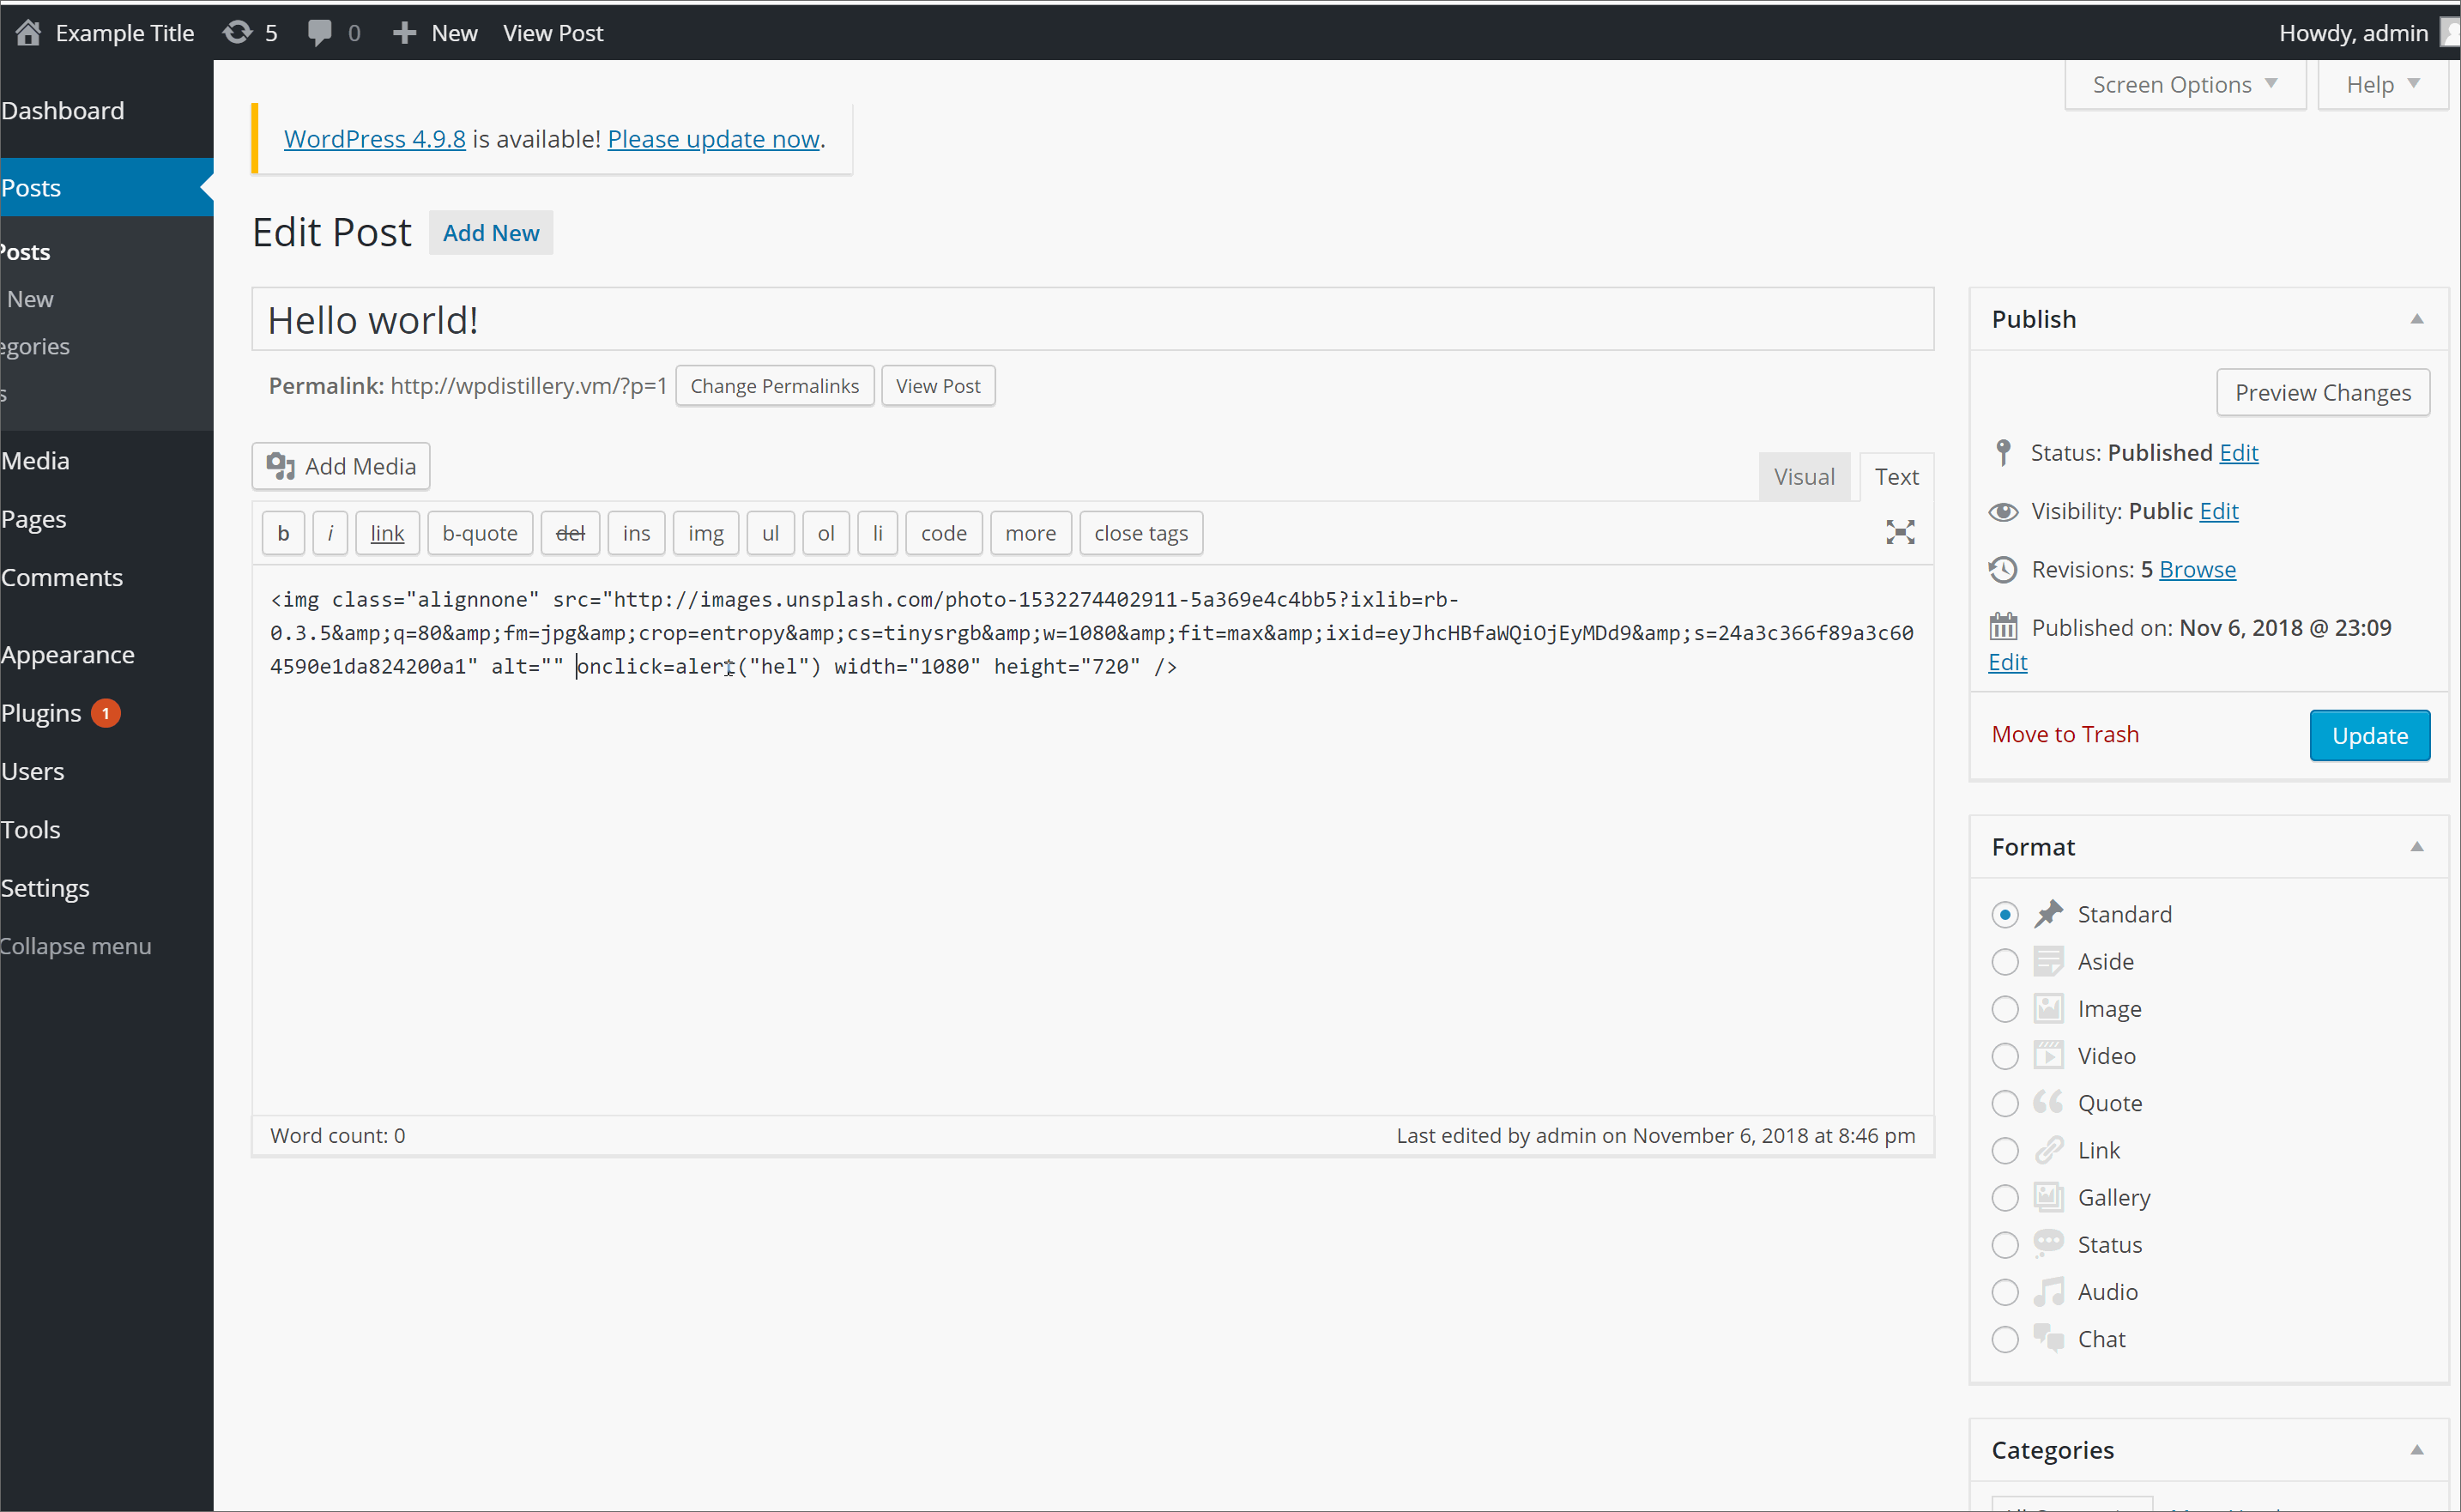 Example Title 5 0 New View Post Howdy, admin
Screen Options Help
Dashboard
Posts
Posts
New
egories
s
Media
Pages
Comments
Appearance
Plugins 1
Users
Tools
Settings
Collapse menu
WordPress 4.9.8 is available! Please update now.
Edit Post Add New
Hello world!
Permalink: http://wpdistillery.vm/?p=1 Change Permalinks View Post
Add Media
Visual Text
b i link b-quote del ins img ul ol li code more close tags
<img class="alignnone" src="http://images.unsplash.com/photo-1532274402911-5a369e4c4bb5?ixlib=rb-
0.3.5&amp;q=80&amp;fm=jpg&amp;crop=entropy&amp;cs=tinysrgb&amp;w=1080&amp;fit=max&amp;ixid=eyJhcHBfaWQiOjEyMDd9&amp;s=24a3c366f89a3c60
4590e1da824200a1" alt="" onclick=alert("hel") width="1080" height="720" />
Word count: 0 Last edited by admin on November 6, 2018 at 8:46 pm
Publish
Preview Changes
Status: Published Edit
Visibility: Public Edit
Revisions: 5 Browse
Published on: Nov 6, 2018 @ 23:09
Edit
Move to Trash Update
Format
Standard
Aside
Image
Video
Quote
Link
Gallery
Status
Audio
Chat
Categories